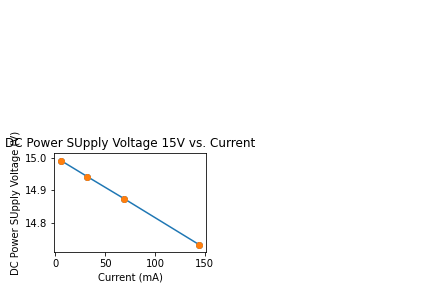 DC Power SUpply Voltage 15V vs. Current
DC Power SUpply Voltage (V)
15.0
14.9
14.8
0
50
100
150
Current (mA)